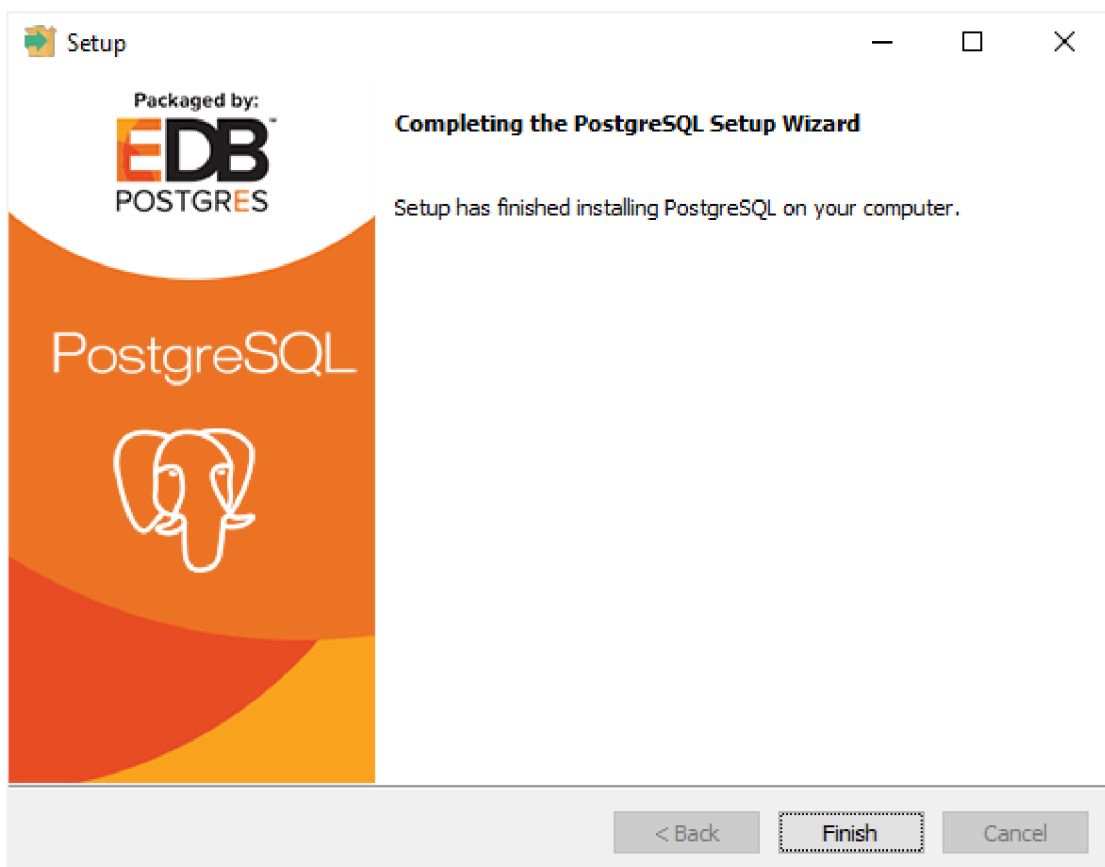 Setup
Packaged by:
EDB™
POSTGRES
PostgreSQL
Completing the PostgreSQL Setup Wizard
Setup has finished installing PostgreSQL on your computer.
< Back
Finish
Cancel